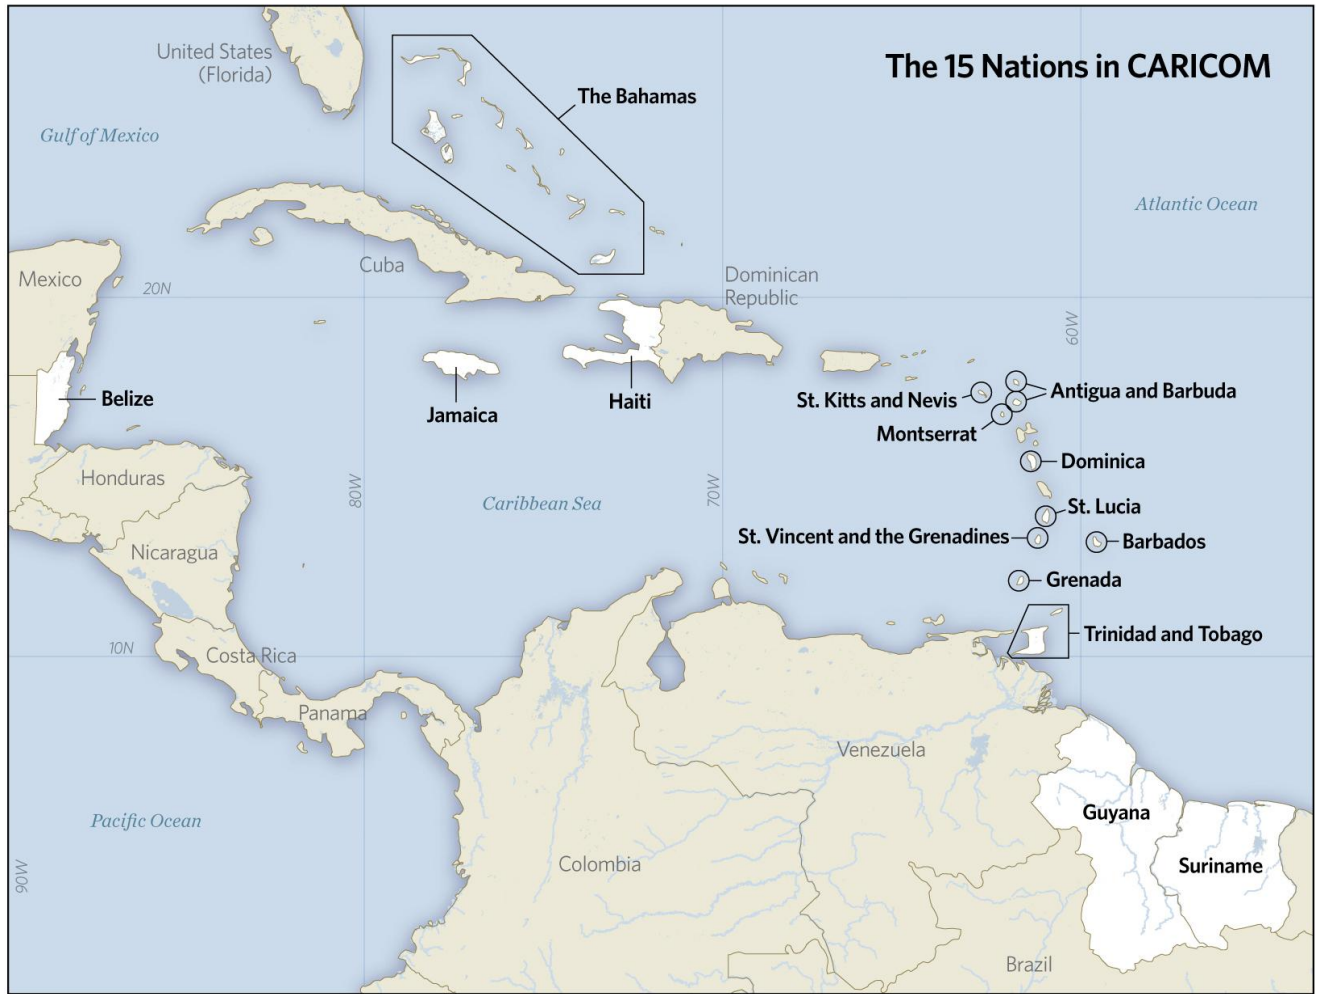 The 15 Nations in CARICOM
United States
(Florida)
The Bahamas
Gulf of Mexico
Atlantic Ocean
Cuba
Mexico
20N
Dominican
Republic
60W
Belize
Jamaica
Haiti
St. Kitts and Nevis
Antigua and Barbuda
Montserrat
Dominica
Honduras
80W
Caribbean Sea
70W
St. Lucia
St. Vincent and the Grenadines
Barbados
Nicaragua
Grenada
Trinidad and Tobago
10N
Costa Rica
Panama
Venezuela
Guyana
Pacific Ocean
Colombia
Suriname
90W
Brazil